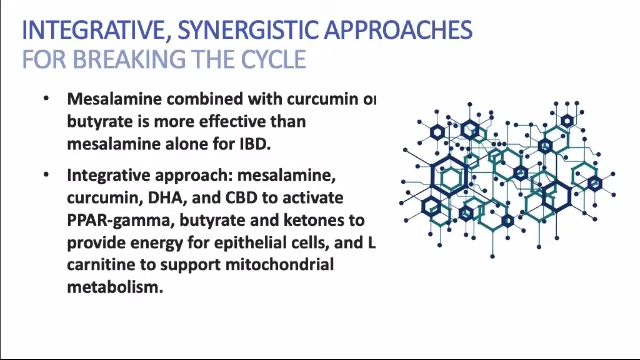 INTEGRATIVE, SYNERGISTIC APPROACHES
FOR BREAKING THE CYCLE
• Mesalamine combined with curcumin or
butyrate is more effective than
mesalamine alone for IBD.
• Integrative approach: mesalamine,
curcumin, DHA, and CBD to activate
PPAR-gamma, butyrate and ketones to
provide energy for epithelial cells, and L
carnitine to support mitochondrial
metabolism.